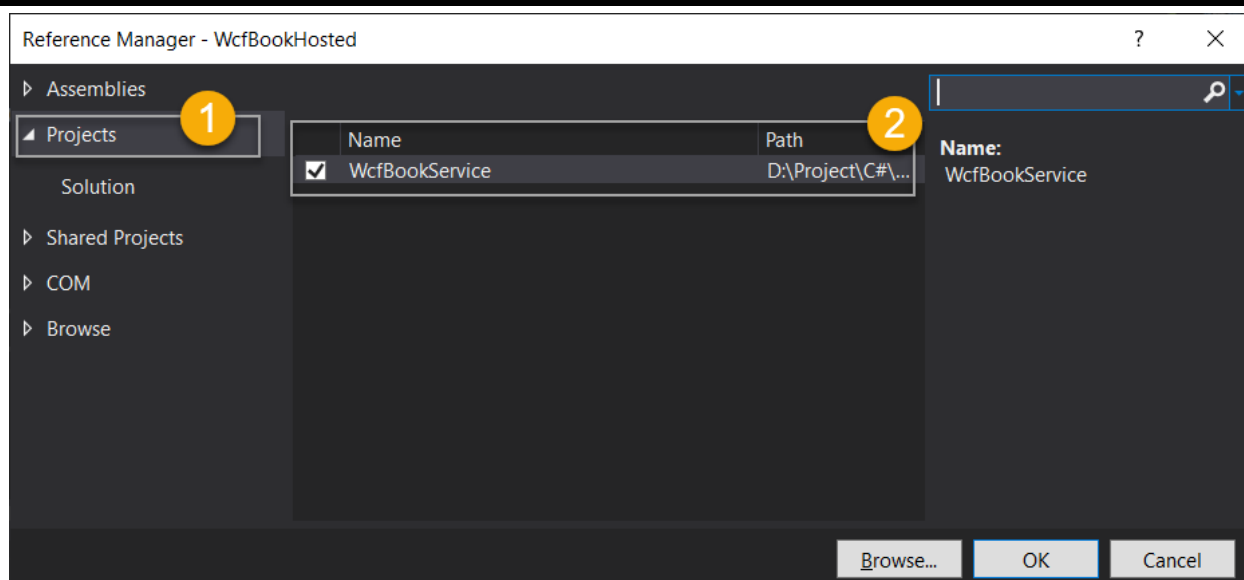 Reference Manager - WcfBookHosted ?
Assemblies
Projects 1
Solution
Shared Projects
COM
Browse
Name Path 2
WcfBookService D:\Project\C#\...
Name:
WcfBookService
Browse... OK Cancel